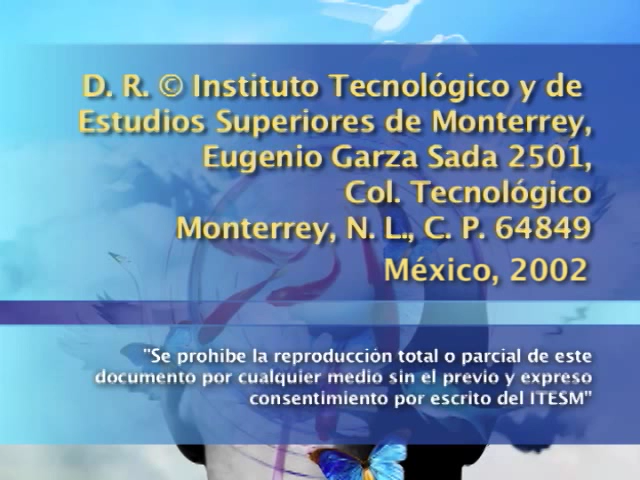 D. R. © Instituto Tecnológico y de
Estudios Superiores de Monterrey,
Eugenio Garza Sada 2501,
Col. Tecnológico
Monterrey, N. L., C. P. 64849
México, 2002
"Se prohibe la reproducción total o parcial de este
documento por cualquier medio sin el previo y expreso
consentimiento por escrito del ITESM"